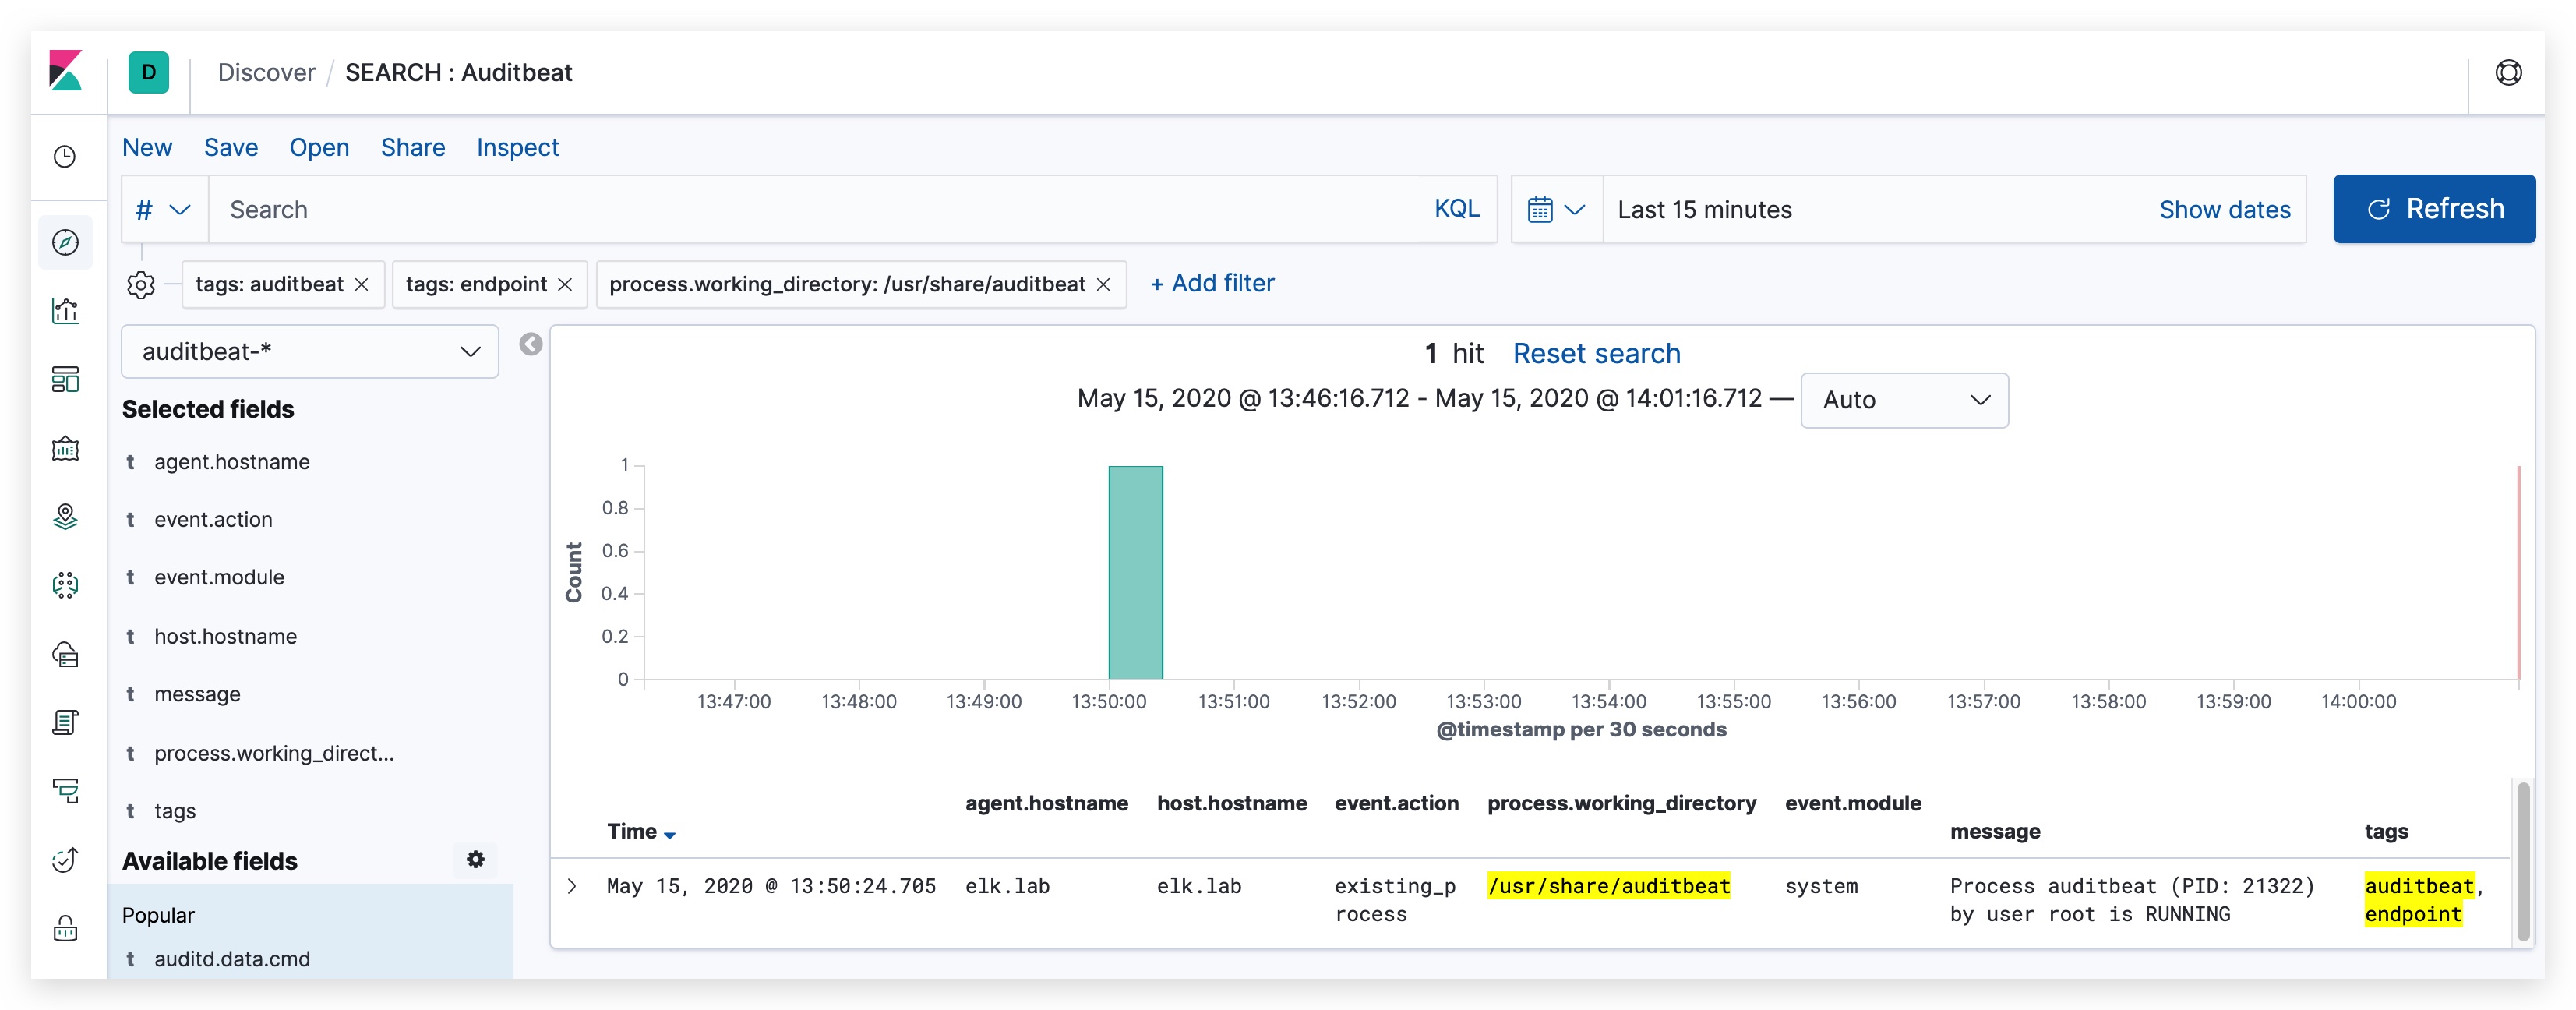 D Discover / SEARCH : Auditbeat
New Save Open Share Inspect
# Search KQL Last 15 minutes Show dates Refresh
tags: auditbeat × tags: endpoint × process.working_directory: /usr/share/auditbeat × + Add filter
auditbeat-*
Selected fields
t agent.hostname
t event.action
t event.module
t host.hostname
t message
t process.working_direct...
t tags
Available fields
Popular
t auditd.data.cmd
1 hit Reset search
May 15, 2020 @ 13:46:16.712 - May 15, 2020 @ 14:01:16.712 — Auto
Count
1
0.8
0.6
0.4
0.2
0
13:47:00 13:48:00 13:49:00 13:50:00 13:51:00 13:52:00 13:53:00 13:54:00 13:55:00 13:56:00 13:57:00 13:58:00 13:59:00 14:00:00
@timestamp per 30 seconds
Time agent.hostname host.hostname event.action process.working_directory event.module message tags
May 15, 2020 @ 13:50:24.705 elk.lab elk.lab existing_p /usr/share/auditbeat system Process auditbeat (PID: 21322) auditbeat,
rocess by user root is RUNNING endpoint